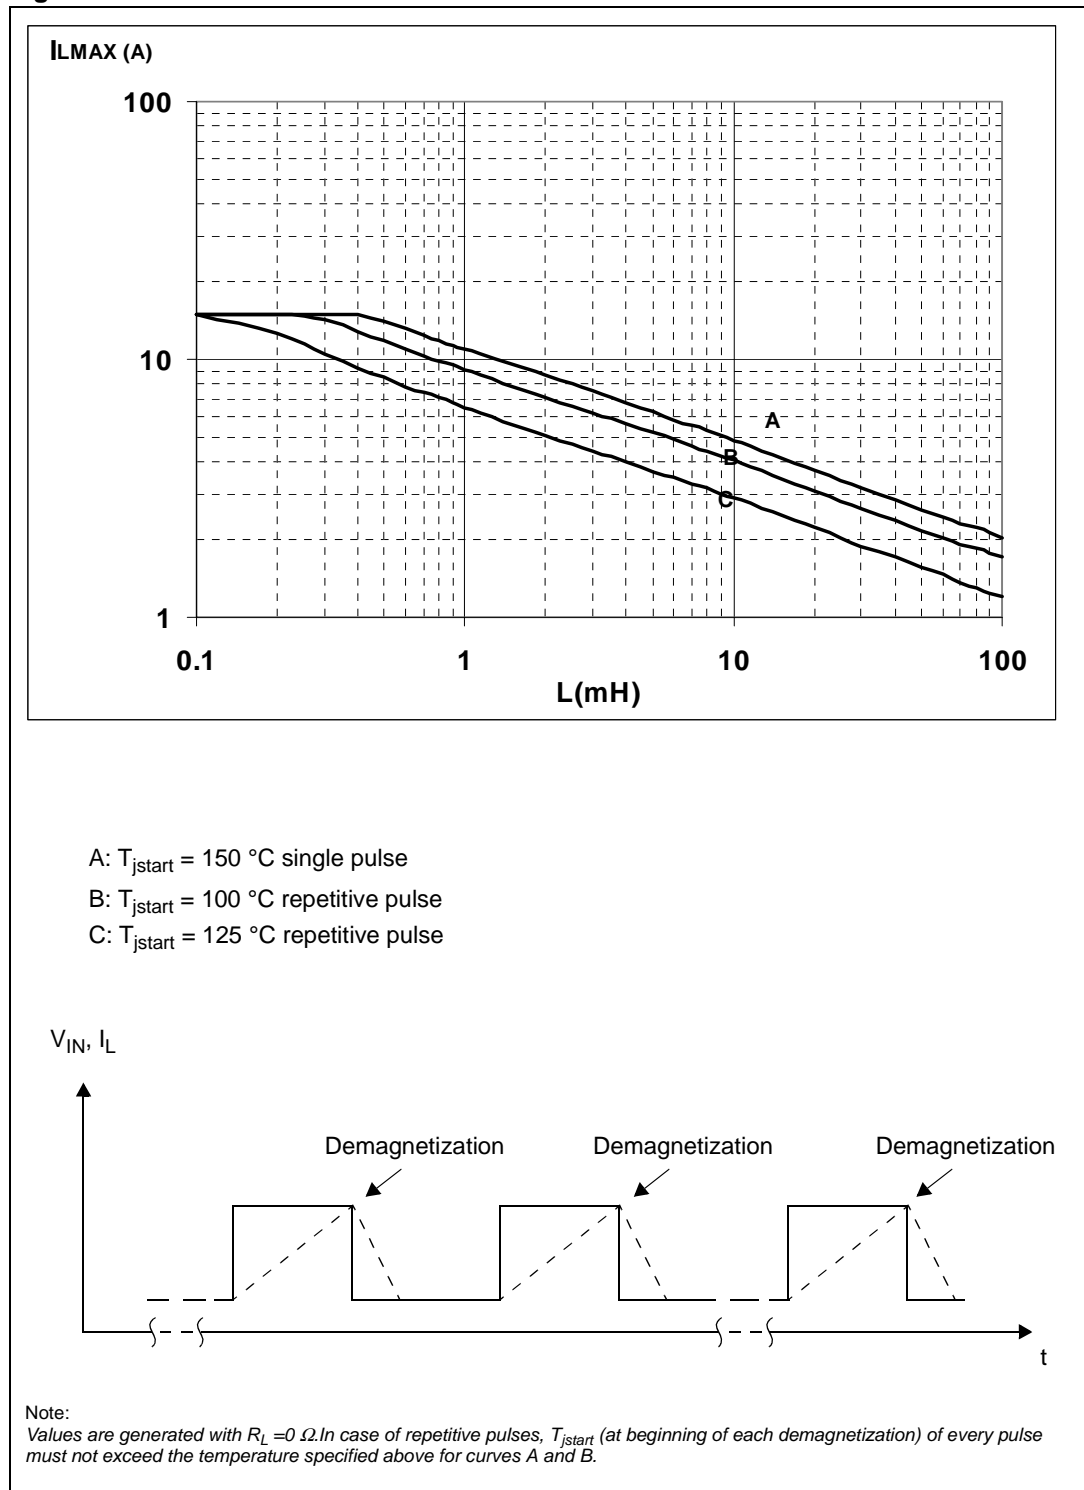 ILMAX (A)
100
10
1
A
B
C
0.1 1 10 100
L(mH)
A: Tjstart = 150 °C single pulse
B: Tjstart = 100 °C repetitive pulse
C: Tjstart = 125 °C repetitive pulse
VIN, IL
Demagnetization Demagnetization Demagnetization
t
Note:
Values are generated with RL =0 Ω.In case of repetitive pulses, Tjstart (at beginning of each demagnetization) of every pulse
must not exceed the temperature specified above for curves A and B.